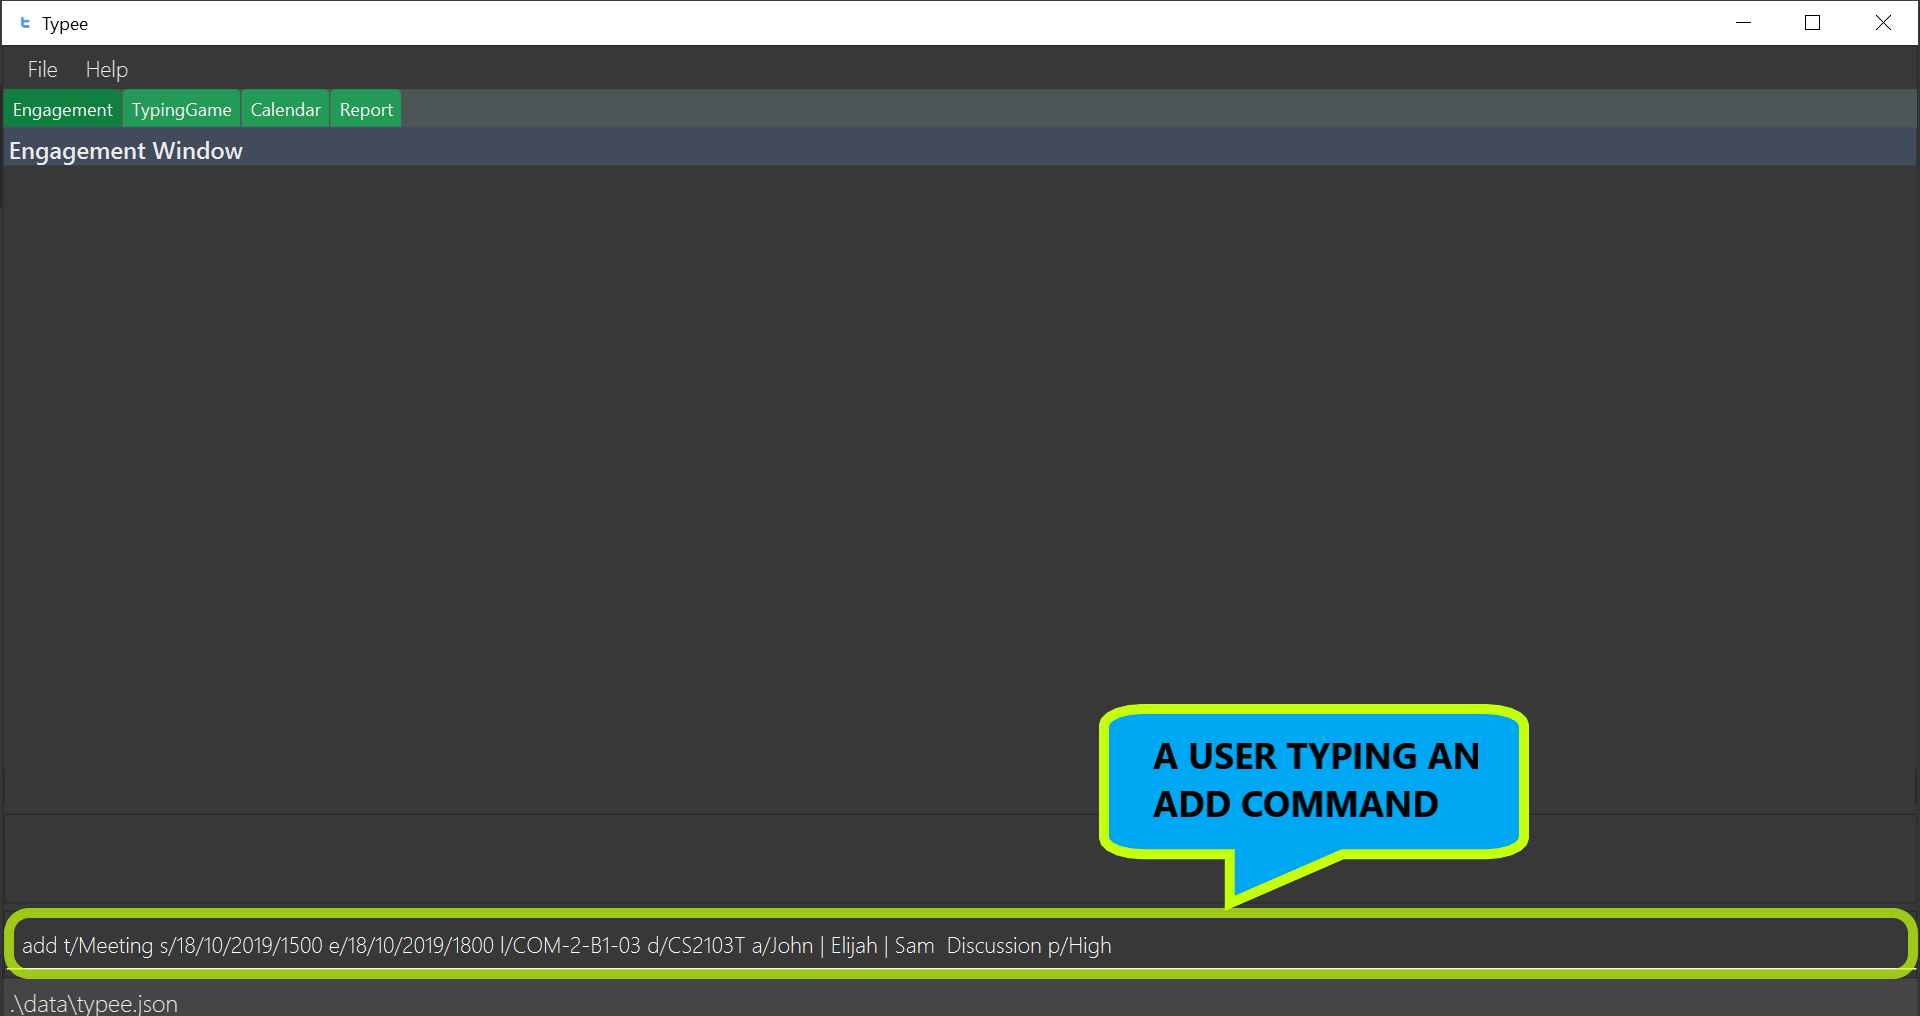 Typee
File Help
Engagement TypingGame Calendar Report
Engagement Window
A USER TYPING AN
ADD COMMAND
add t/Meeting s/18/10/2019/1500 e/18/10/2019/1800 l/COM-2-B1-03 d/CS2103T a/John | Elijah | Sam  Discussion p/High
.\data\typee.json